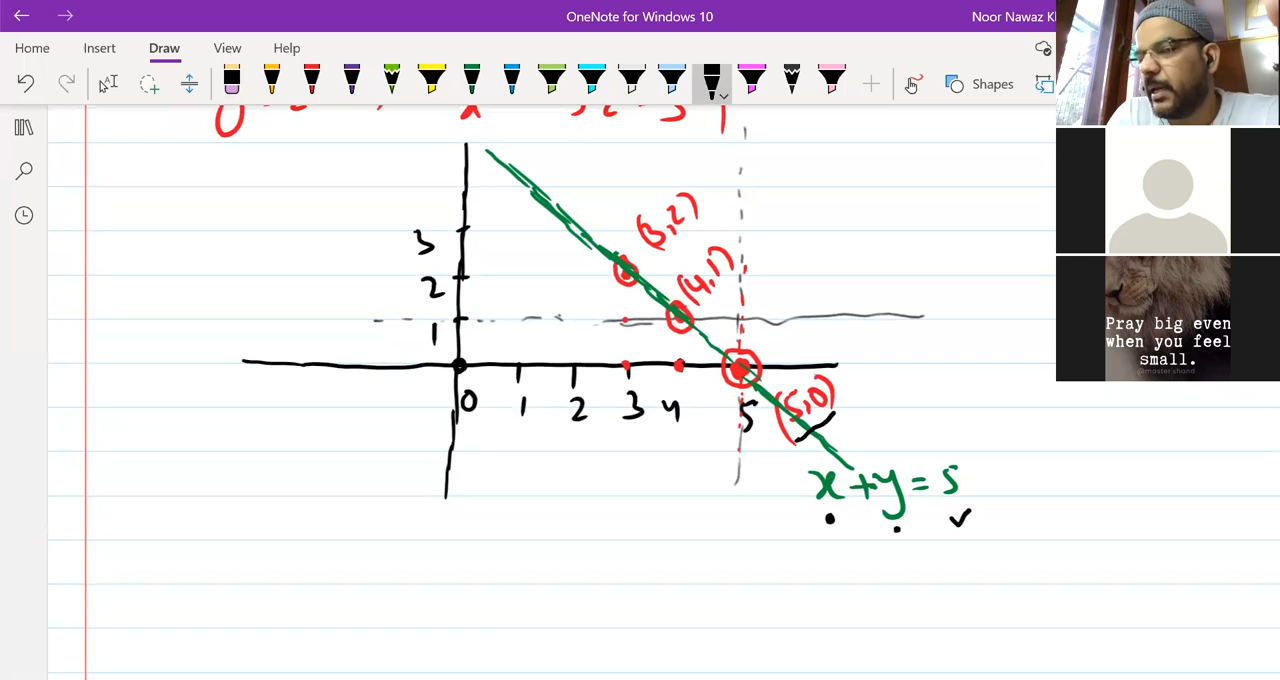 OneNote for Windows 10
Noor Nawaz K
Home Insert Draw View Help
Shapes
3
2
1
0 1 2 3 4 5
(3,2)
(4,1)
(5,0)
x+y=5
Pray big even
when you feel
small.